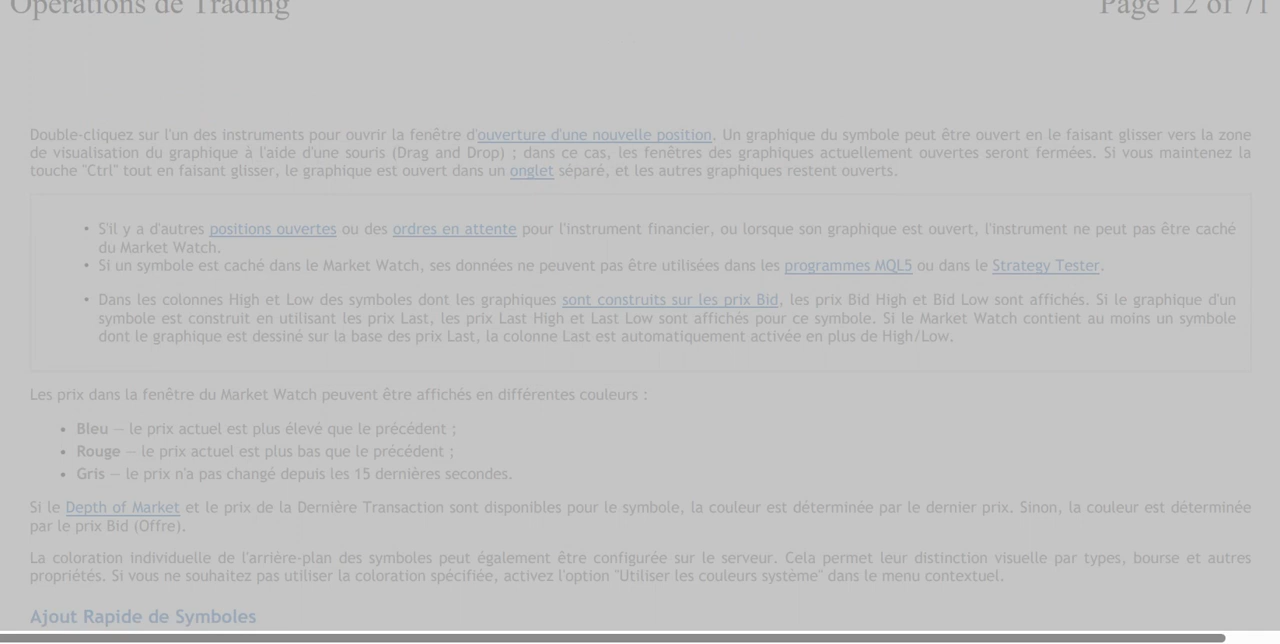 Opérations de Trading
Page 12 of 71
Double-cliquez sur l'un des instruments pour ouvrir la fenêtre d'ouverture d'une nouvelle position. Un graphique du symbole peut être ouvert en le faisant glisser vers la zone
de visualisation du graphique à l'aide d'une souris (Drag and Drop) ; dans ce cas, les fenêtres des graphiques actuellement ouvertes seront fermées. Si vous maintenez la
touche "Ctrl" tout en faisant glisser, le graphique est ouvert dans un onglet séparé, et les autres graphiques restent ouverts.
• S'il y a d'autres positions ouvertes ou des ordres en attente pour l'instrument financier, ou lorsque son graphique est ouvert, l'instrument ne peut pas être caché
du Market Watch.
• Si un symbole est caché dans le Market Watch, ses données ne peuvent pas être utilisées dans les programmes MQL5 ou dans le Strategy Tester.
• Dans les colonnes High et Low des symboles dont les graphiques sont construits sur les prix Bid, les prix Bid High et Bid Low sont affichés. Si le graphique d'un
symbole est construit en utilisant les prix Last, les prix Last High et Last Low sont affichés pour ce symbole. Si le Market Watch contient au moins un symbole
dont le graphique est dessiné sur la base des prix Last, la colonne Last est automatiquement activée en plus de High/Low.
Les prix dans la fenêtre du Market Watch peuvent être affichés en différentes couleurs :
• Bleu — le prix actuel est plus élevé que le précédent ;
• Rouge — le prix actuel est plus bas que le précédent ;
• Gris — le prix n'a pas changé depuis les 15 dernières secondes.
Si le Depth of Market et le prix de la Dernière Transaction sont disponibles pour le symbole, la couleur est déterminée par le dernier prix. Sinon, la couleur est déterminée
par le prix Bid (Offre).
La coloration individuelle de l'arrière-plan des symboles peut également être configurée sur le serveur. Cela permet leur distinction visuelle par types, bourse et autres
propriétés. Si vous ne souhaitez pas utiliser la coloration spécifiée, activez l'option "Utiliser les couleurs système" dans le menu contextuel.
Ajout Rapide de Symboles